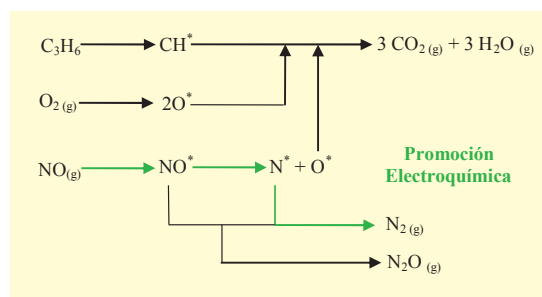 C₃H₆ CH* 3 CO₂ (g) + 3 H₂O (g)
O₂ (g) 2O*
NO(g) NO* N* + O*
Promoción
Electroquímica
N₂ (g)
N₂O (g)